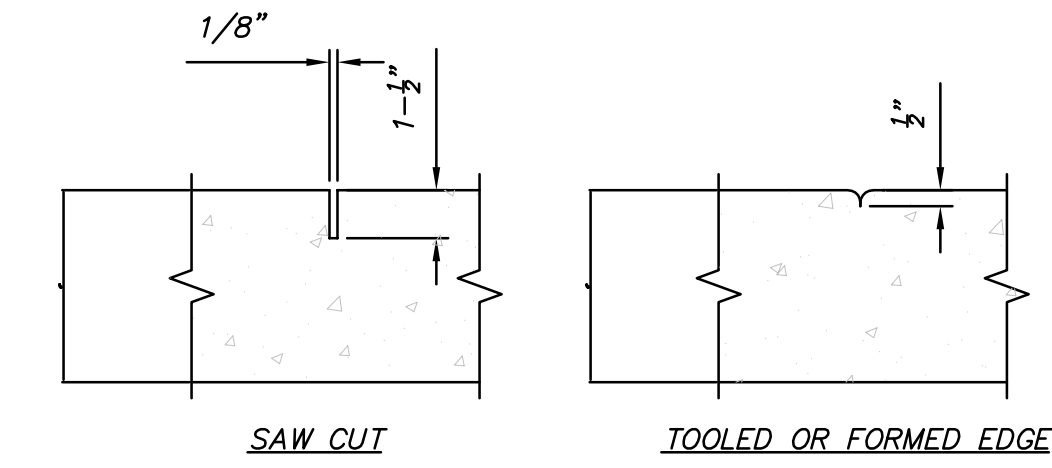 1/8"
1-1/2"
1/2"
SAW CUT
TOOLED OR FORMED EDGE